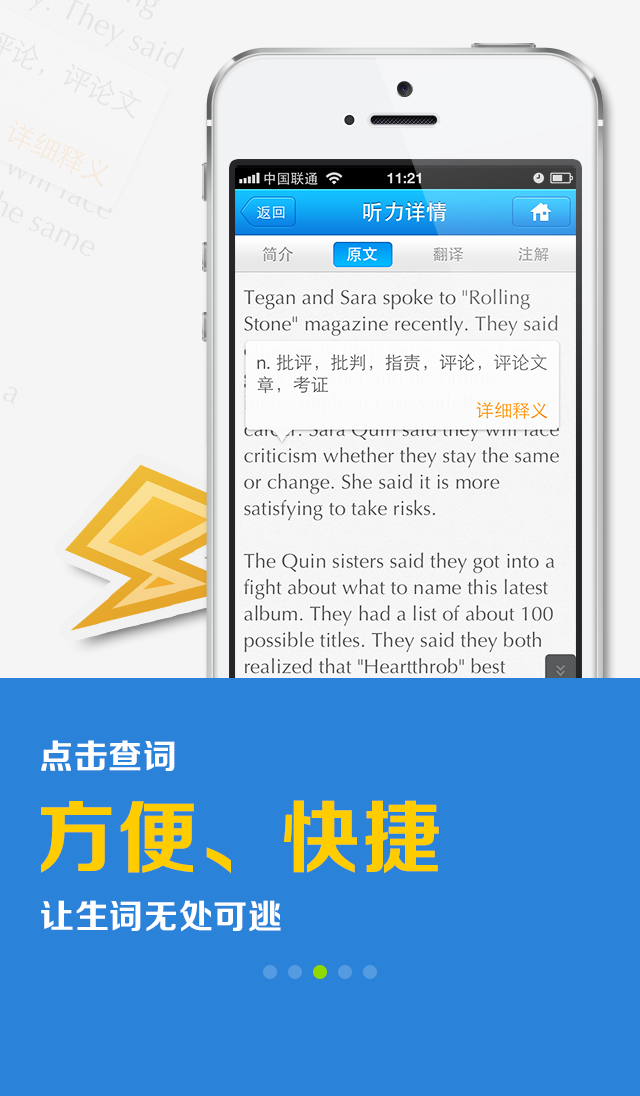 ng
y. They said
评论，评论文
详细释义
will face
he same
a
中国联通
11:21
返回
听力详情
简介
原文
翻译
注解
Tegan and Sara spoke to "Rolling
Stone" magazine recently. They said
n. 批评，批判，指责，评论，评论文
章，考证
详细释义
career. Sara Quin said they will face
criticism whether they stay the same
or change. She said it is more
satisfying to take risks.
The Quin sisters said they got into a
fight about what to name this latest
album. They had a list of about 100
possible titles. They said they both
realized that "Heartthrob" best
点击查词
方便、快捷
让生词无处可逃